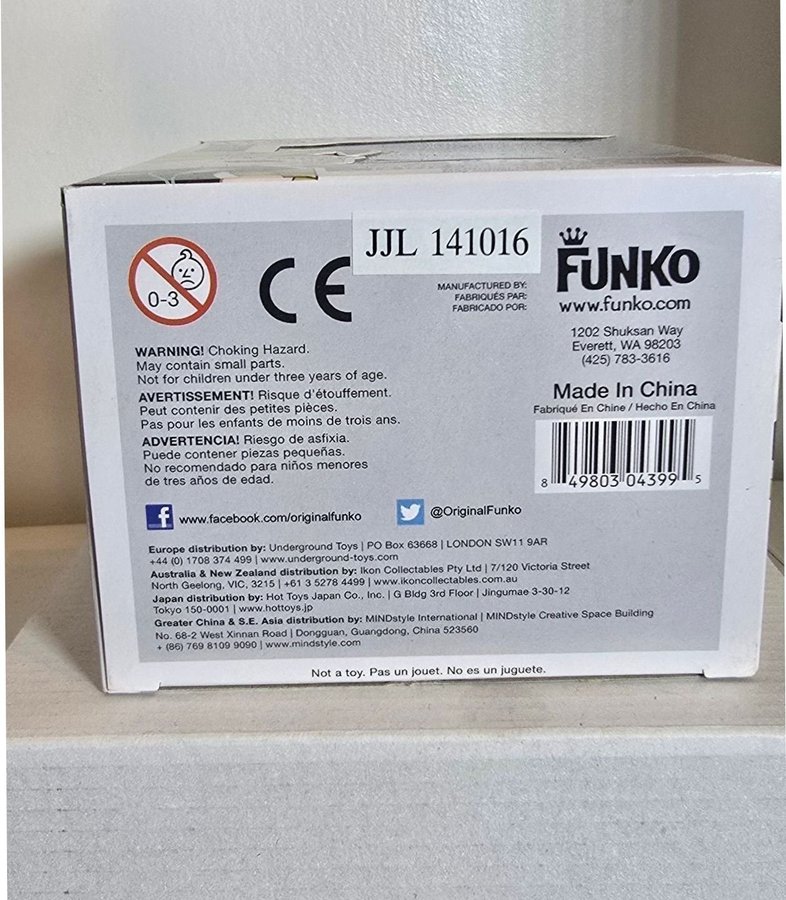 JJL 141016
0-3
CE
MANUFACTURED BY:
FABRIQUÉS PAR:
FABRICADO POR:
FUNKO
www.funko.com
1202 Shuksan Way
Everett, WA 98203
(425) 783-3616
WARNING! Choking Hazard.
May contain small parts.
Not for children under three years of age.
AVERTISSEMENT! Risque d'étouffement.
Peut contenir des petites pièces.
Pas pour les enfants de moins de trois ans.
ADVERTENCIA! Riesgo de asfixia.
Puede contener piezas pequeñas.
No recomendado para niños menores
de tres años de edad.
Made In China
Fabriqué En Chine / Hecho En China
8 49803 04399 5
f www.facebook.com/originalfunko
@OriginalFunko
Europe distribution by: Underground Toys | PO Box 63668 | LONDON SW11 9AR
+44 (0) 1708 374 499 | www.underground-toys.com
Australia & New Zealand distribution by: Ikon Collectables Pty Ltd | 7/120 Victoria Street
North Geelong, VIC, 3215 | +61 3 5278 4499 | www.ikoncollectables.com.au
Japan distribution by: Hot Toys Japan Co., Inc. | G Bldg 3rd Floor | Jingumae 3-30-12
Tokyo 150-0001 | www.hottoys.jp
Greater China & S.E. Asia distribution by: MINDstyle International | MINDstyle Creative Space Building
No. 68-2 West Xinnan Road | Dongguan, Guangdong, China 523560
+ (86) 769 8109 9090 | www.mindstyle.com
Not a toy. Pas un jouet. No es un juguete.